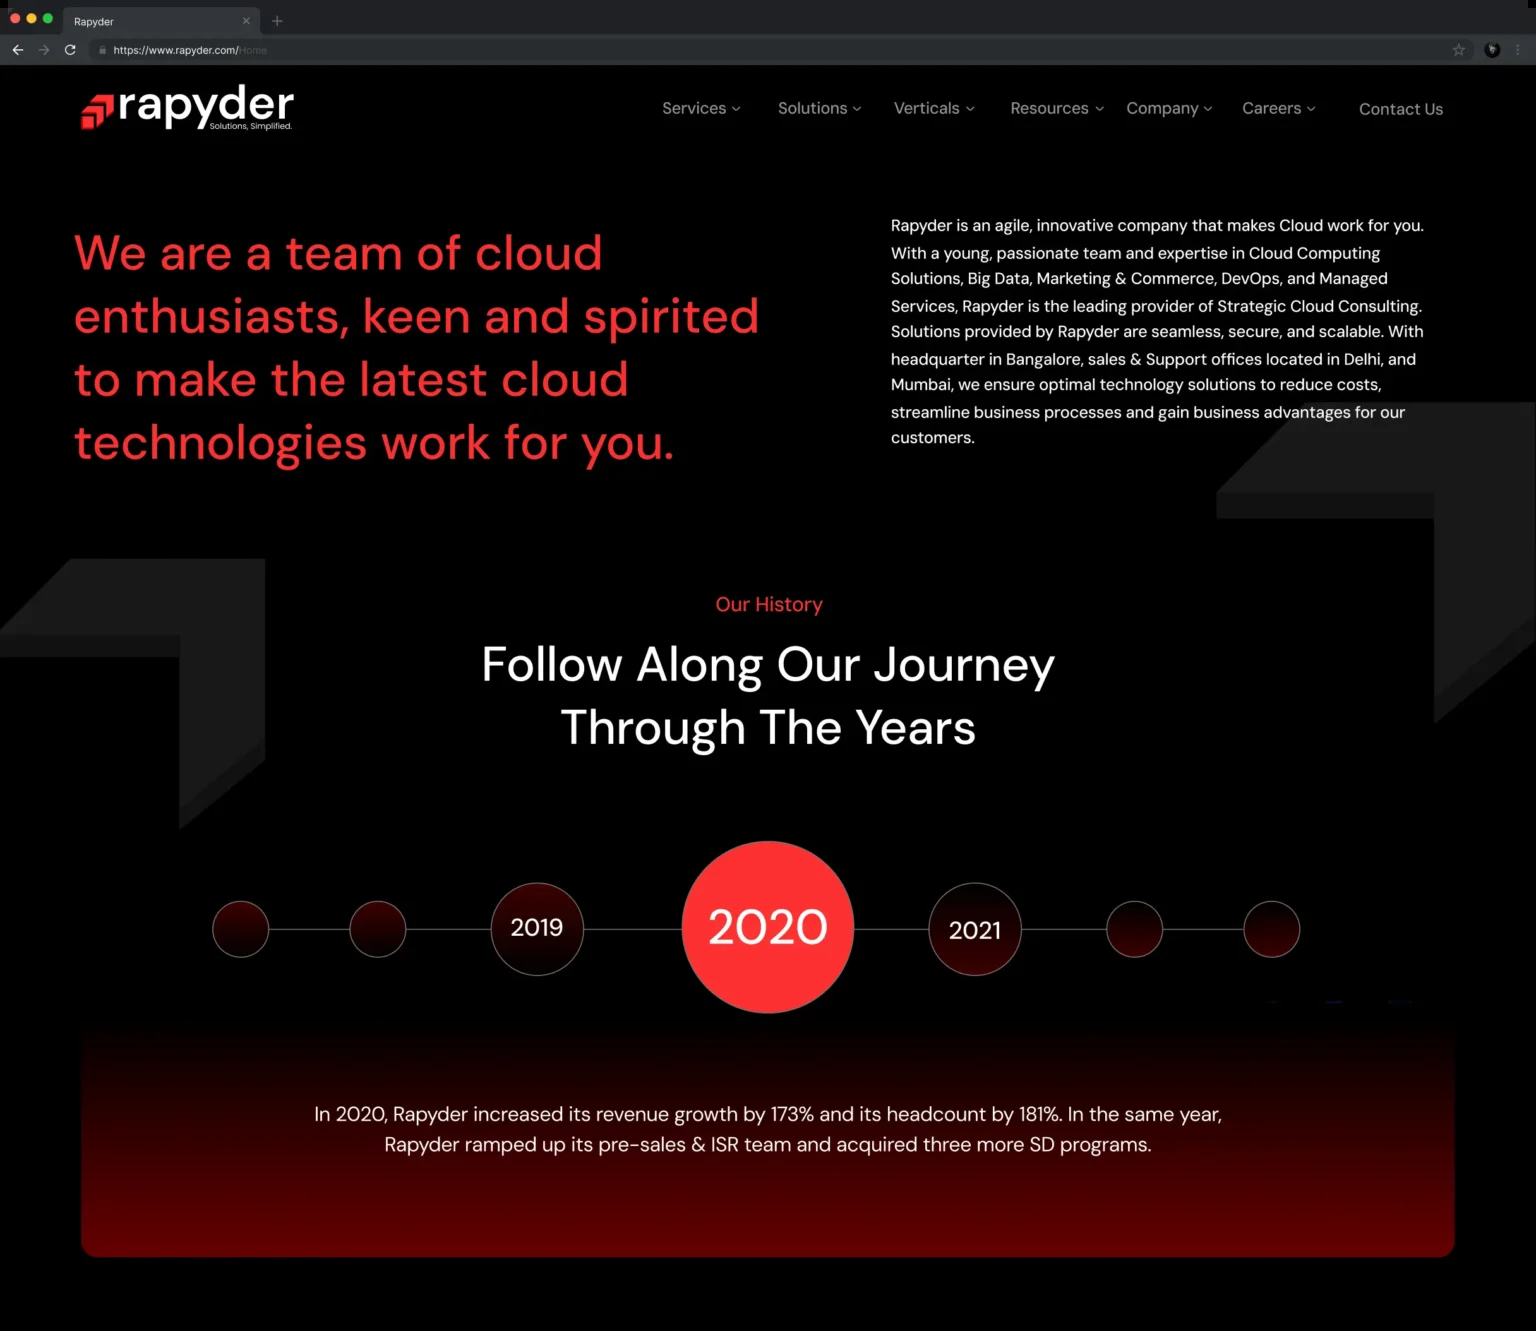 Rapyder
https://www.rapyder.com/Home
rapyder
Solutions, Simplified.
Services
Solutions
Verticals
Resources
Company
Careers
Contact Us
We are a team of cloud
enthusiasts, keen and spirited
to make the latest cloud
technologies work for you.
Rapyder is an agile, innovative company that makes Cloud work for you.
With a young, passionate team and expertise in Cloud Computing
Solutions, Big Data, Marketing & Commerce, DevOps, and Managed
Services, Rapyder is the leading provider of Strategic Cloud Consulting.
Solutions provided by Rapyder are seamless, secure, and scalable. With
headquarter in Bangalore, sales & Support offices located in Delhi, and
Mumbai, we ensure optimal technology solutions to reduce costs,
streamline business processes and gain business advantages for our
customers.
Our History
Follow Along Our Journey
Through The Years
2019
2020
2021
In 2020, Rapyder increased its revenue growth by 173% and its headcount by 181%. In the same year,
Rapyder ramped up its pre-sales & ISR team and acquired three more SD programs.